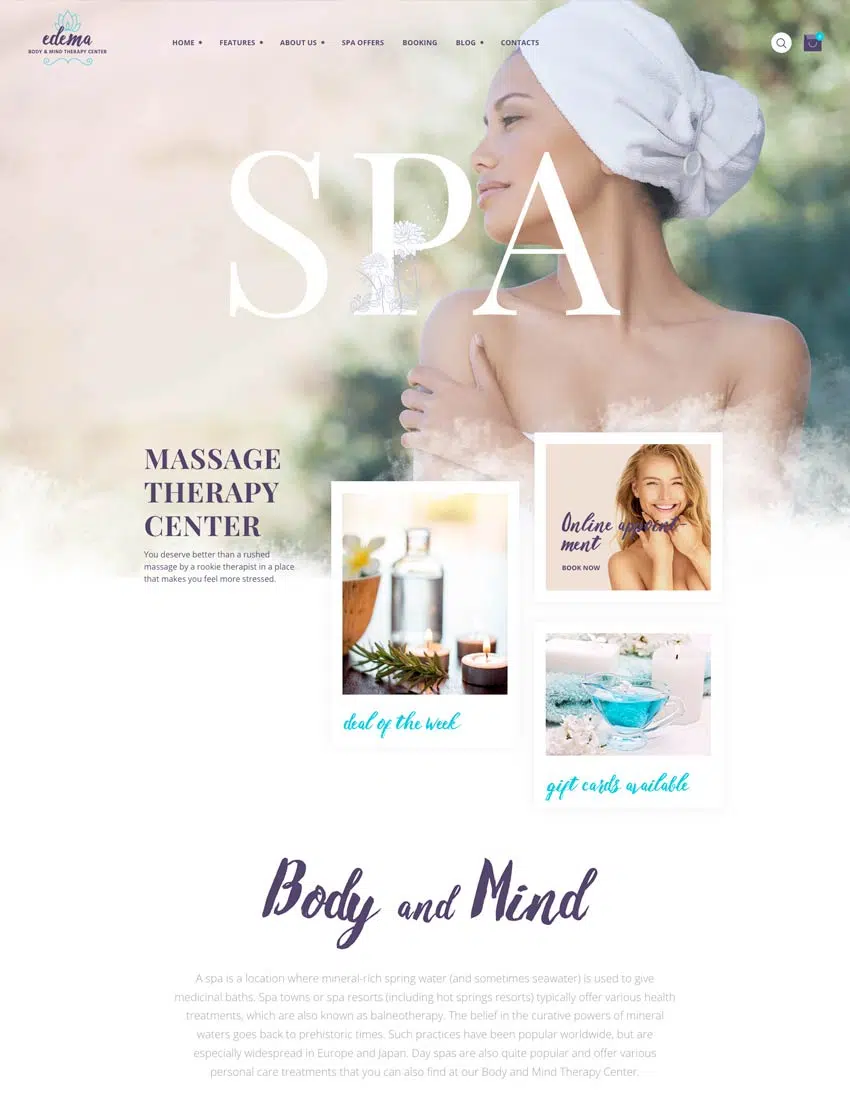 edema
BODY & MIND THERAPY CENTER
HOME
FEATURES
ABOUT US
SPA OFFERS
BOOKING
BLOG
CONTACTS
SPA
MASSAGE
THERAPY
CENTER
You deserve better than a rushed
massage by a rookie therapist in a place
that makes you feel more stressed.
Online appoint
ment
BOOK NOW
deal of the week
gift cards available
Body and Mind
A spa is a location where mineral-rich spring water (and sometimes seawater) is used to give
medicinal baths. Spa towns or spa resorts (including hot springs resorts) typically offer various health
treatments, which are also known as balneotherapy. The belief in the curative powers of mineral
waters goes back to prehistoric times. Such practices have been popular worldwide, but are
especially widespread in Europe and Japan. Day spas are also quite popular and offer various
personal care treatments that you can also find at our Body and Mind Therapy Center.